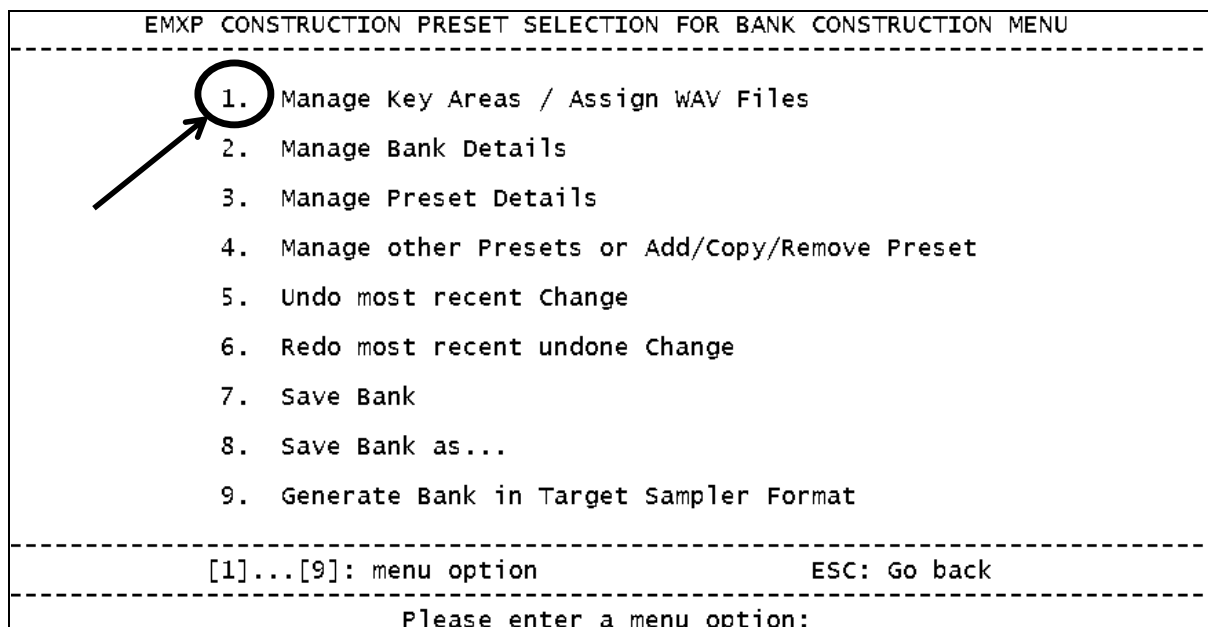 EMXP CONSTRUCTION PRESET SELECTION FOR BANK CONSTRUCTION MENU
1. Manage Key Areas / Assign WAV Files
2. Manage Bank Details
3. Manage Preset Details
4. Manage other Presets or Add/Copy/Remove Preset
5. Undo most recent Change
6. Redo most recent undone Change
7. Save Bank
8. Save Bank as...
9. Generate Bank in Target Sampler Format
[1]...[9]: menu option ESC: Go back
Please enter a menu option: